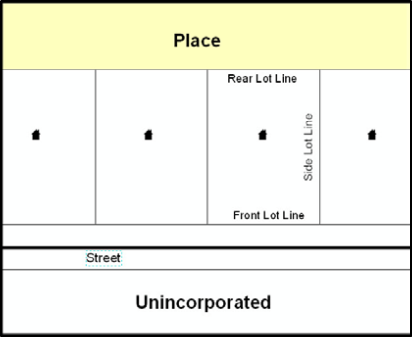 Place
Rear Lot Line
Side Lot Line
Front Lot Line
Street
Unincorporated